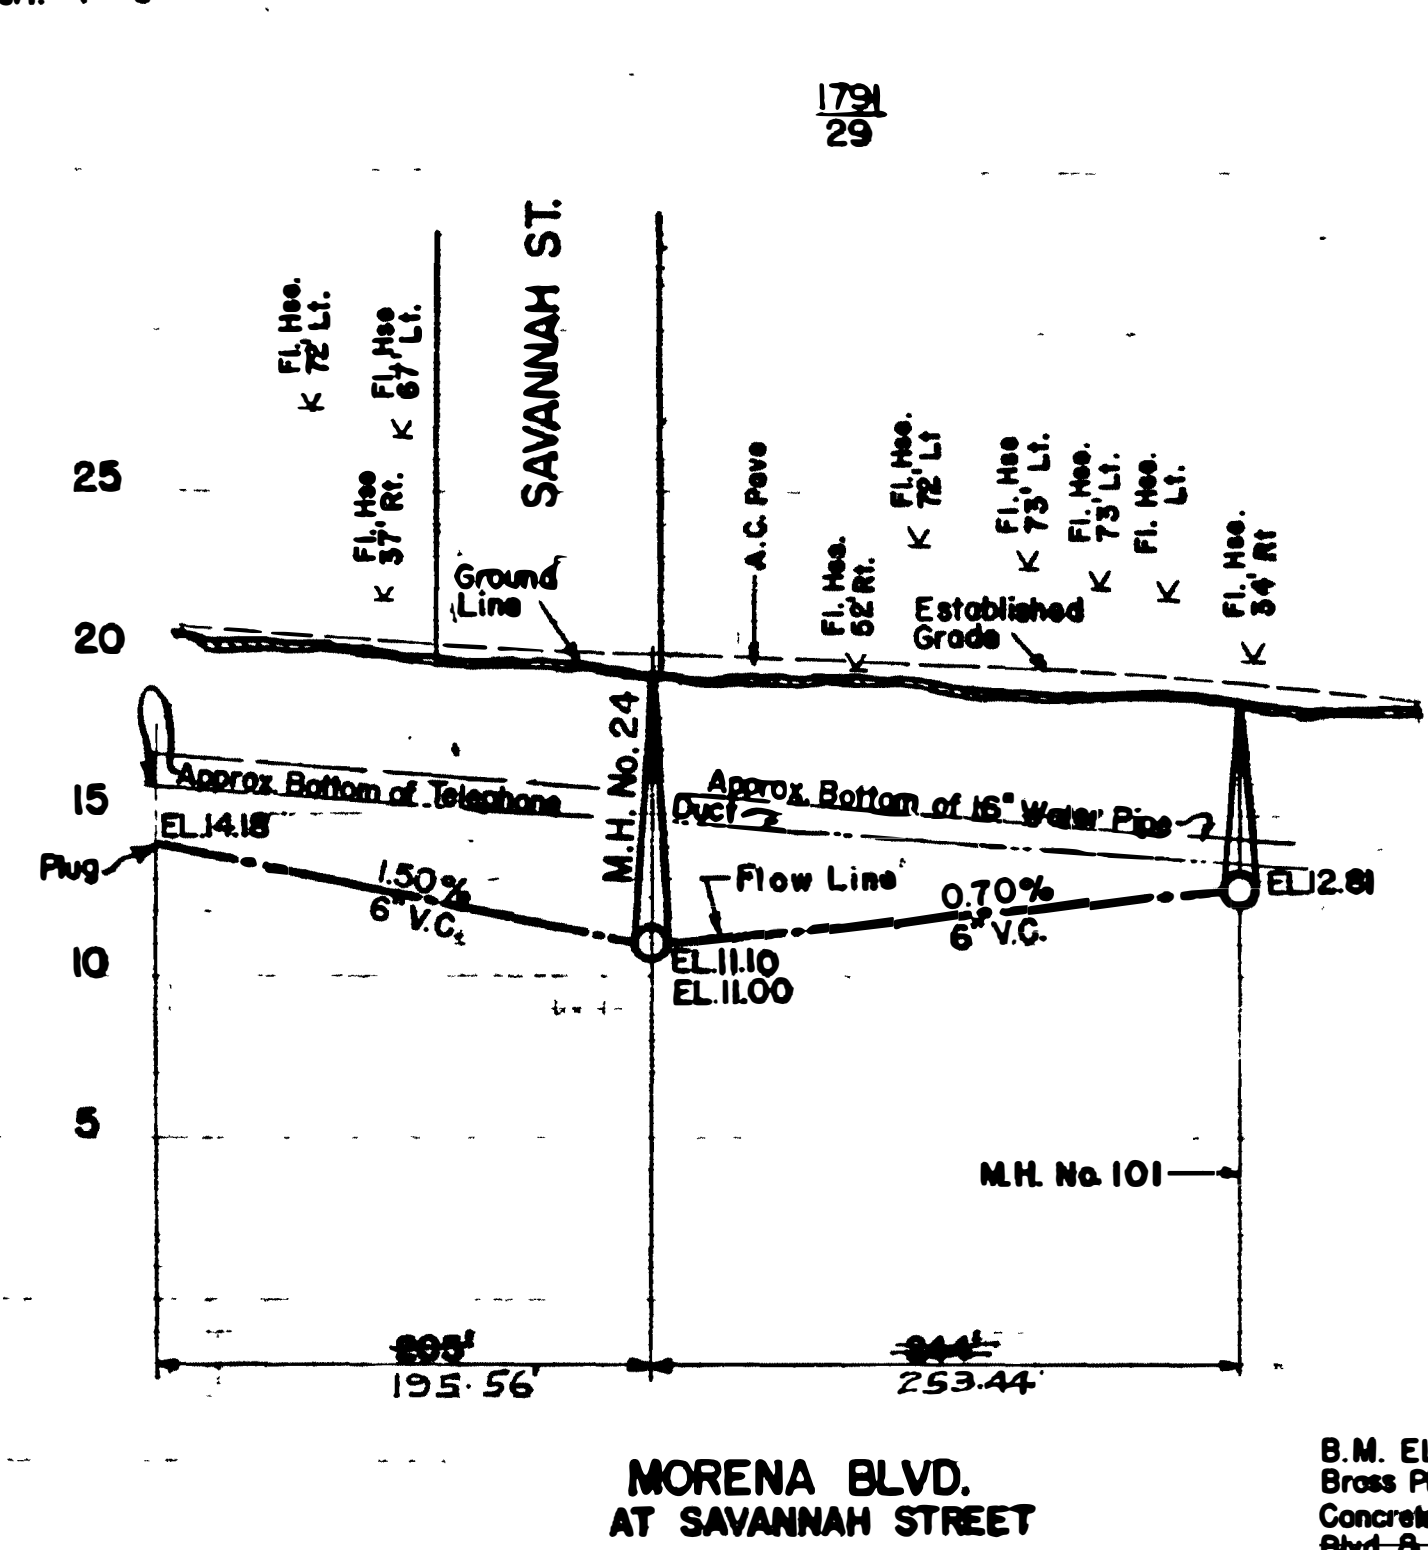 1791
29
SAVANNAH ST.
Fl. Hse.
72' Lt.
Fl. Hse
67' Lt.
Fl. Hse
37' Rt.
25
20
15
10
5
Ground
Line
A.C. Pave
Fl. Hse.
52' Rt.
Fl. Hse.
72' Lt
Fl. Hse
73' Lt.
Fl. Hse.
73' Lt.
Fl. Hse.
Lt.
Fl. Hse.
34' Rt
Established
Grade
M.H. No. 24
Approx. Bottom of Telephone
Duct
Approx. Bottom of 16" Water Pipe
EL.14.18
Plug
1.50%
6" V.C.
Flow Line
0.70%
6" V.C.
EL.12.81
EL.11.10
EL.11.00
M.H. No. 101
205'
195.56'
244'
253.44'
MORENA BLVD.
AT SAVANNAH STREET
B.M. El
Brass Pl
Concrete
Blvd &